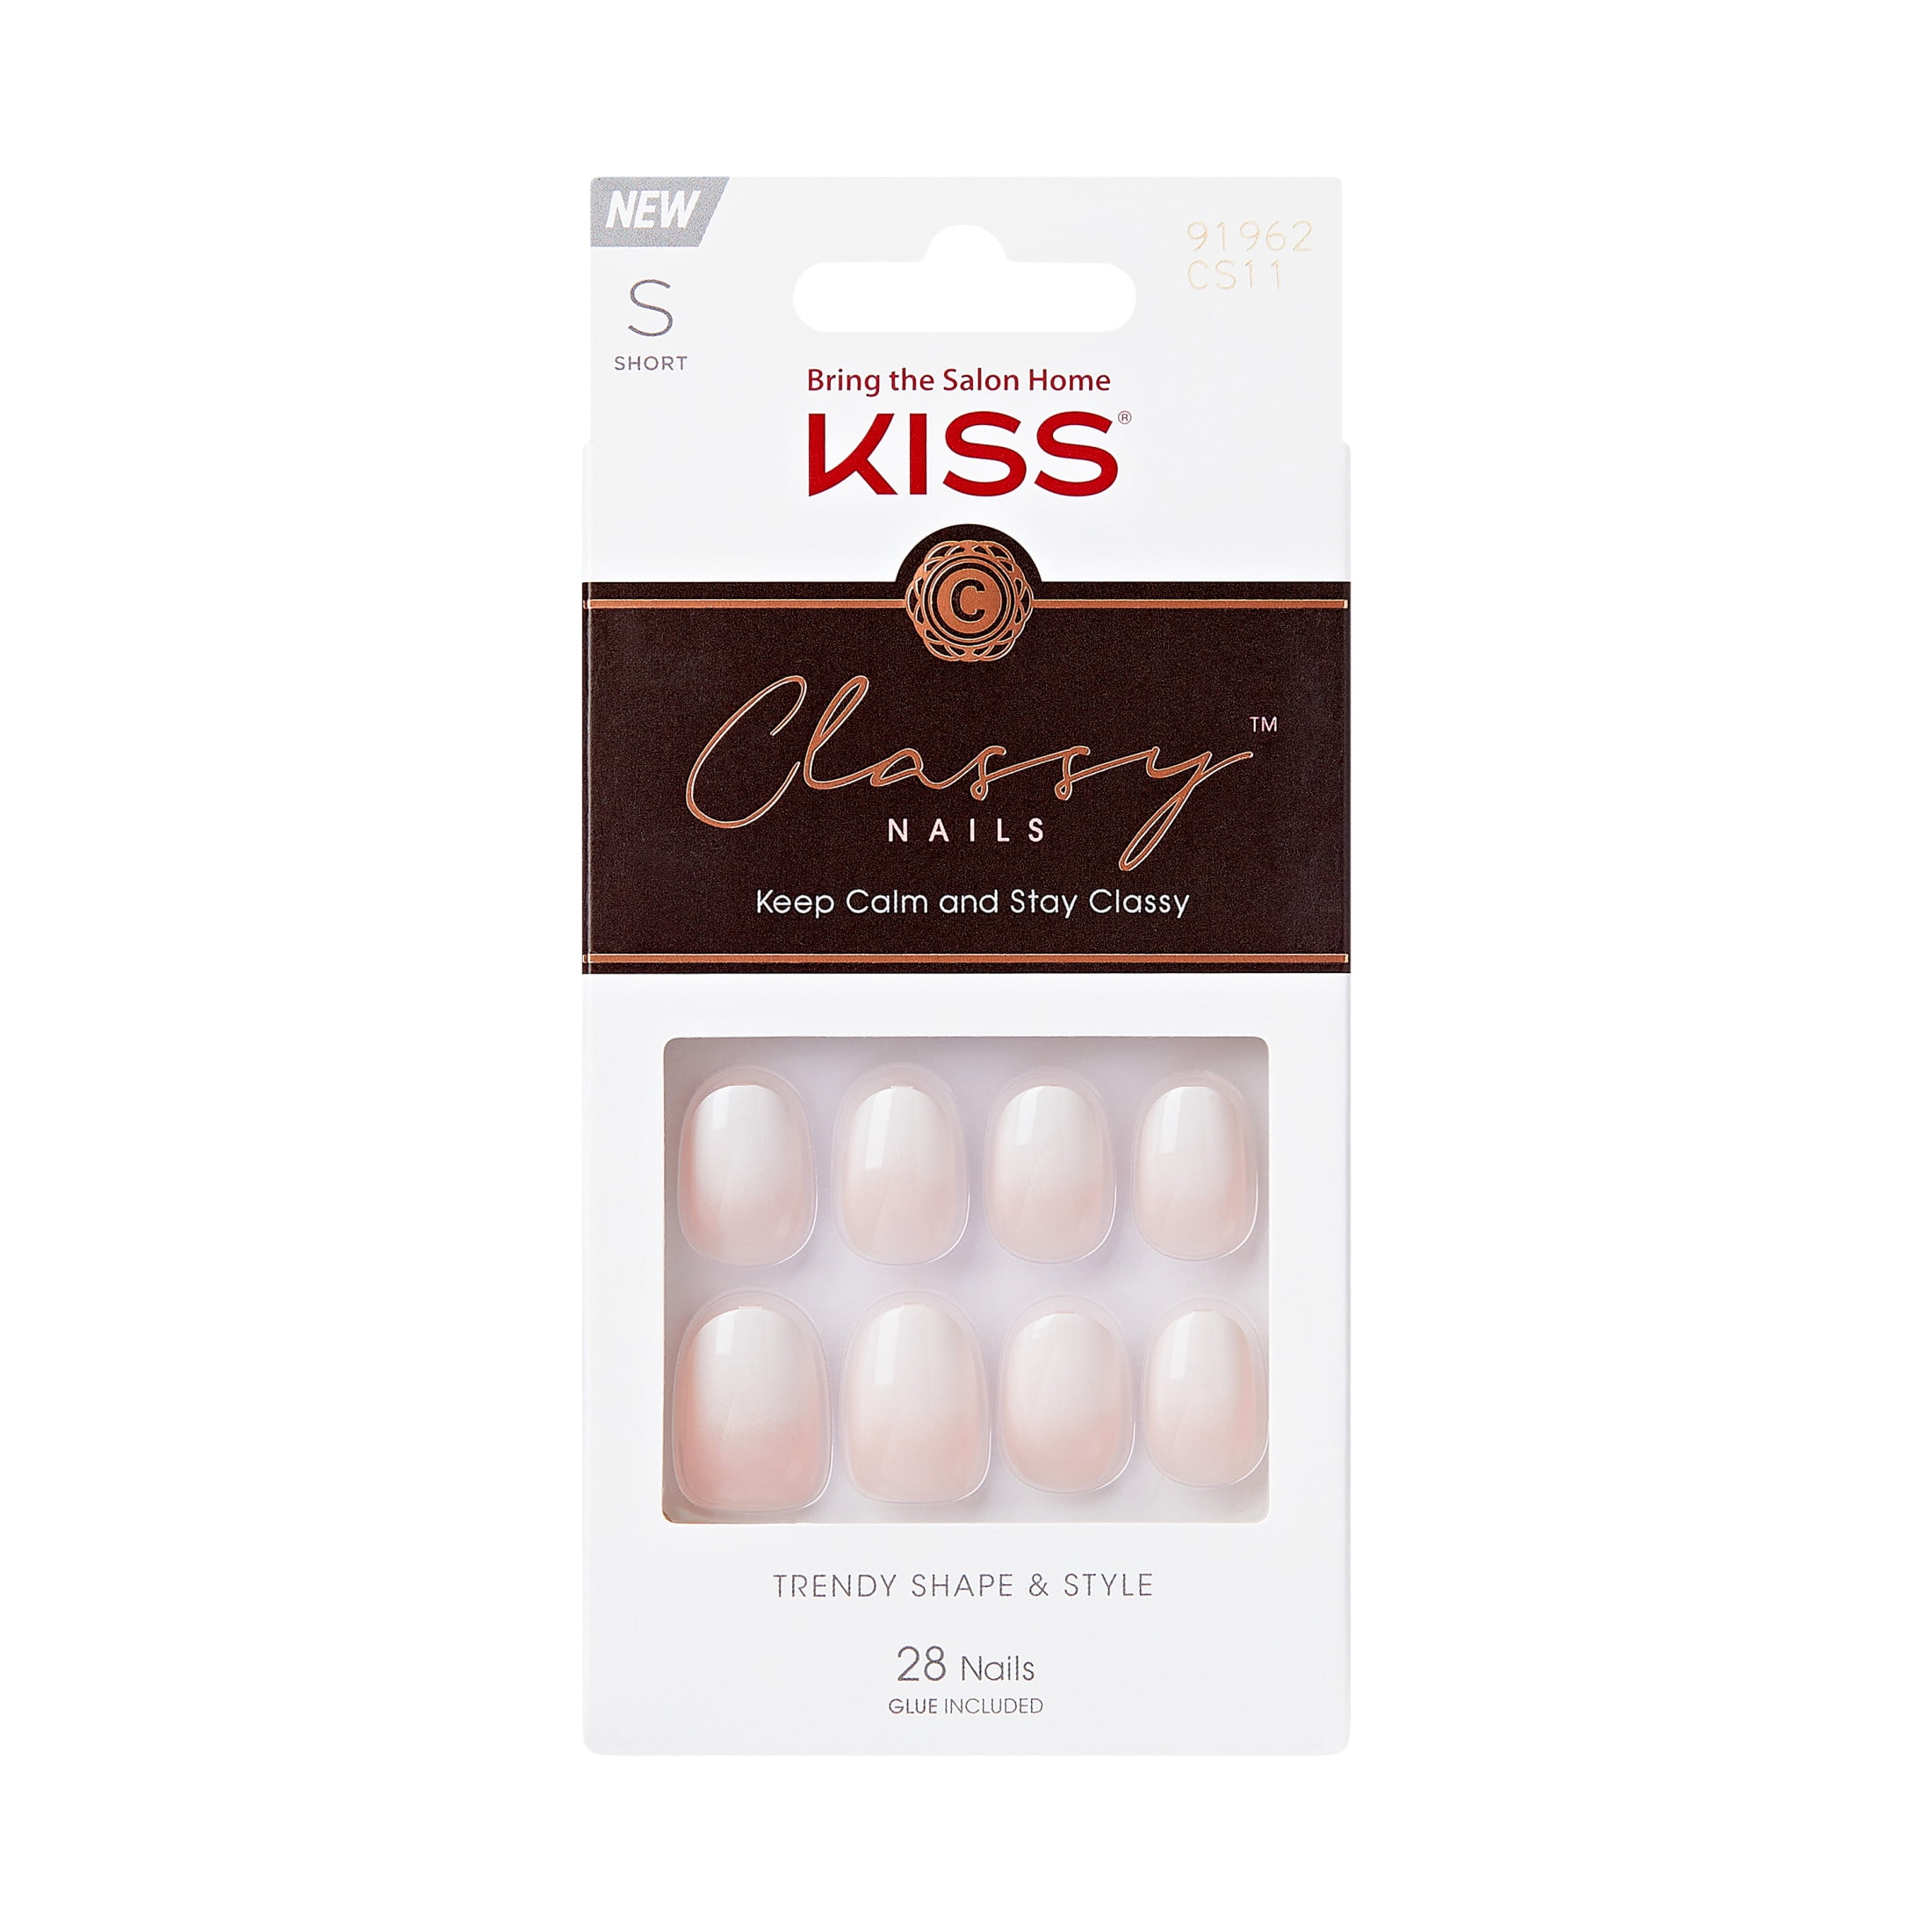 NEW
91962
CS11
S
SHORT
Bring the Salon Home
KISS®
C
Classy™
NAILS
Keep Calm and Stay Classy
TRENDY SHAPE & STYLE
28 Nails
GLUE INCLUDED